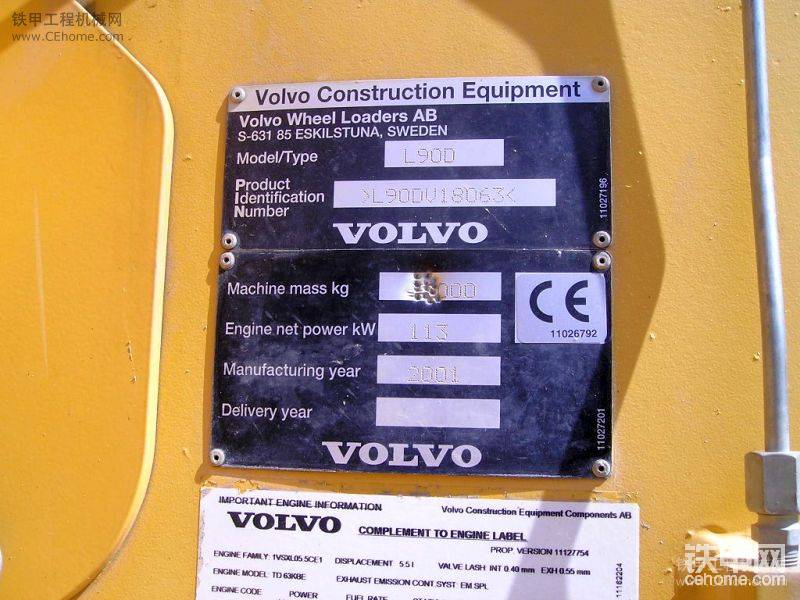 铁甲工程机械网
www.CEhome.com
Volvo Construction Equipment
Volvo Wheel Loaders AB
S-631 85 ESKILSTUNA, SWEDEN
Model/Type L90D
Product
Identification >L90DV18063<
Number
11027196
VOLVO
Machine mass kg 000
Engine net power kW 113
CE
11026792
Manufacturing year 2001
Delivery year
11027201
VOLVO
IMPORTANT ENGINE INFORMATION Volvo Construction Equipment Components AB
VOLVO COMPLEMENT TO ENGINE LABEL
PROP. VERSION 11127754
ENGINE FAMILY: 1VSXL05.5CE1 DISPLACEMENT 5.5 l VALVE LASH INT 0.40 mm EXH 0.55 mm
ENGINE MODEL TD 63KBE EXHAUST EMISSION CONT.SYST EM SPL
ENGINE CODE POWER FUEL RATE
11162204
铁甲网
cehome.com